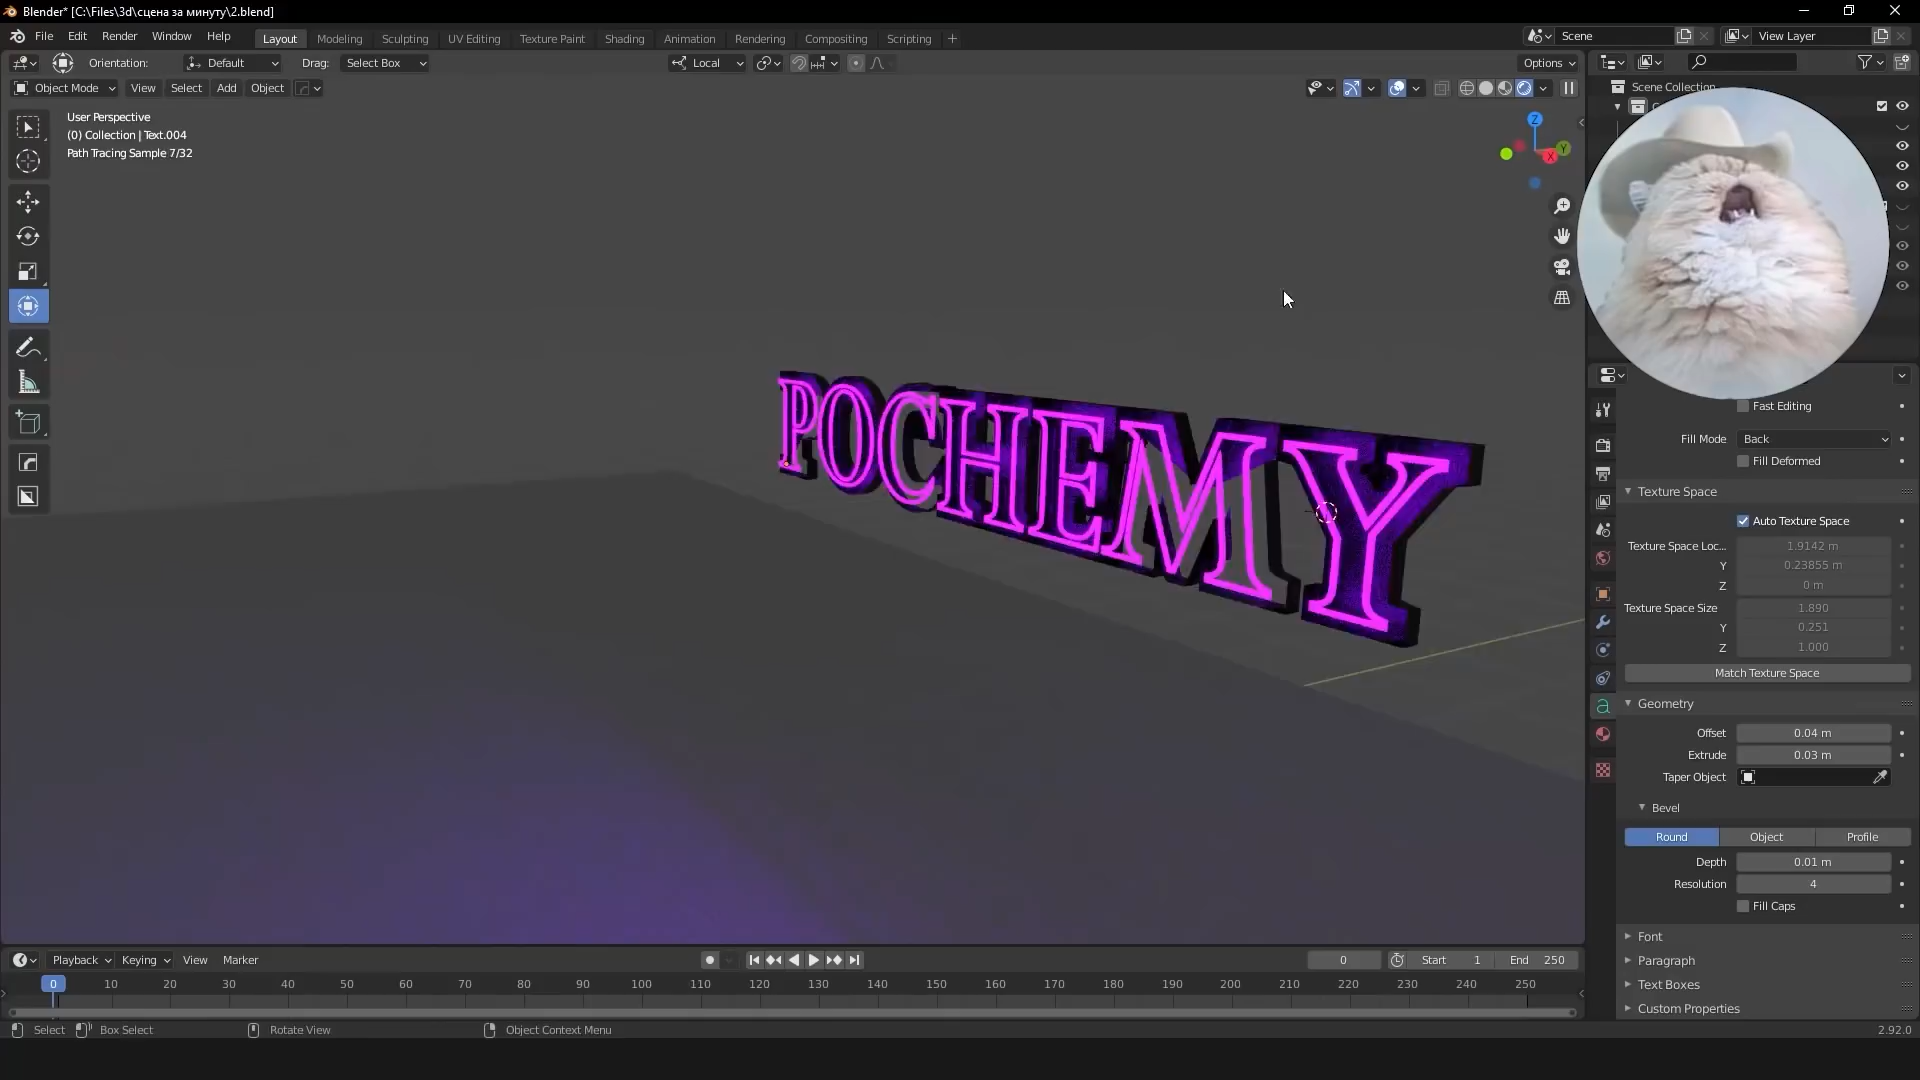 Blender* [C:\Files\3d\сцена за минуту\2.blend]
File Edit Render Window Help Layout Modeling Sculpting UV Editing Texture Paint Shading Animation Rendering Compositing Scripting + Scene View Layer
Orientation: Default Drag: Select Box Local Options
Object Mode View Select Add Object
Scene Collection
User Perspective
(0) Collection | Text.004
Path Tracing Sample 7/32
Z
Y
X
POCHEMY
Fast Editing
Fill Mode Back
Fill Deformed
Texture Space
Auto Texture Space
Texture Space Loc... 1.9142 m
Y 0.23855 m
Z 0 m
Texture Space Size 1.890
Y 0.251
Z 1.000
Match Texture Space
Geometry
Offset 0.04 m
Extrude 0.03 m
Taper Object
Bevel
Round Object Profile
Depth 0.01 m
Resolution 4
Fill Caps
Font
Paragraph
Text Boxes
Custom Properties
Playback Keying View Marker 0 Start 1 End 250
0 10 20 30 40 50 60 70 80 90 100 110 120 130 140 150 160 170 180 190 200 210 220 230 240 250
Select Box Select Rotate View Object Context Menu 2.92.0